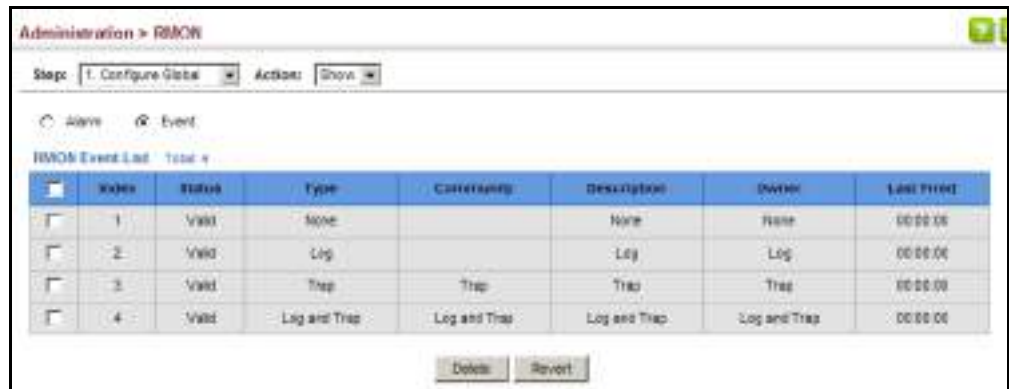 Administration > RMON
?
Step: 1. Configure Global Action: Show
Alarm Event
RMON Event List Total: 4
Index Status Type Community Description Owner Last Fired
1 Valid None None None 00:00:00
2 Valid Log Log Log 00:00:00
3 Valid Trap Trap Trap Trap 00:00:00
4 Valid Log and Trap Log and Trap Log and Trap Log and Trap 00:00:00
Delete Revert